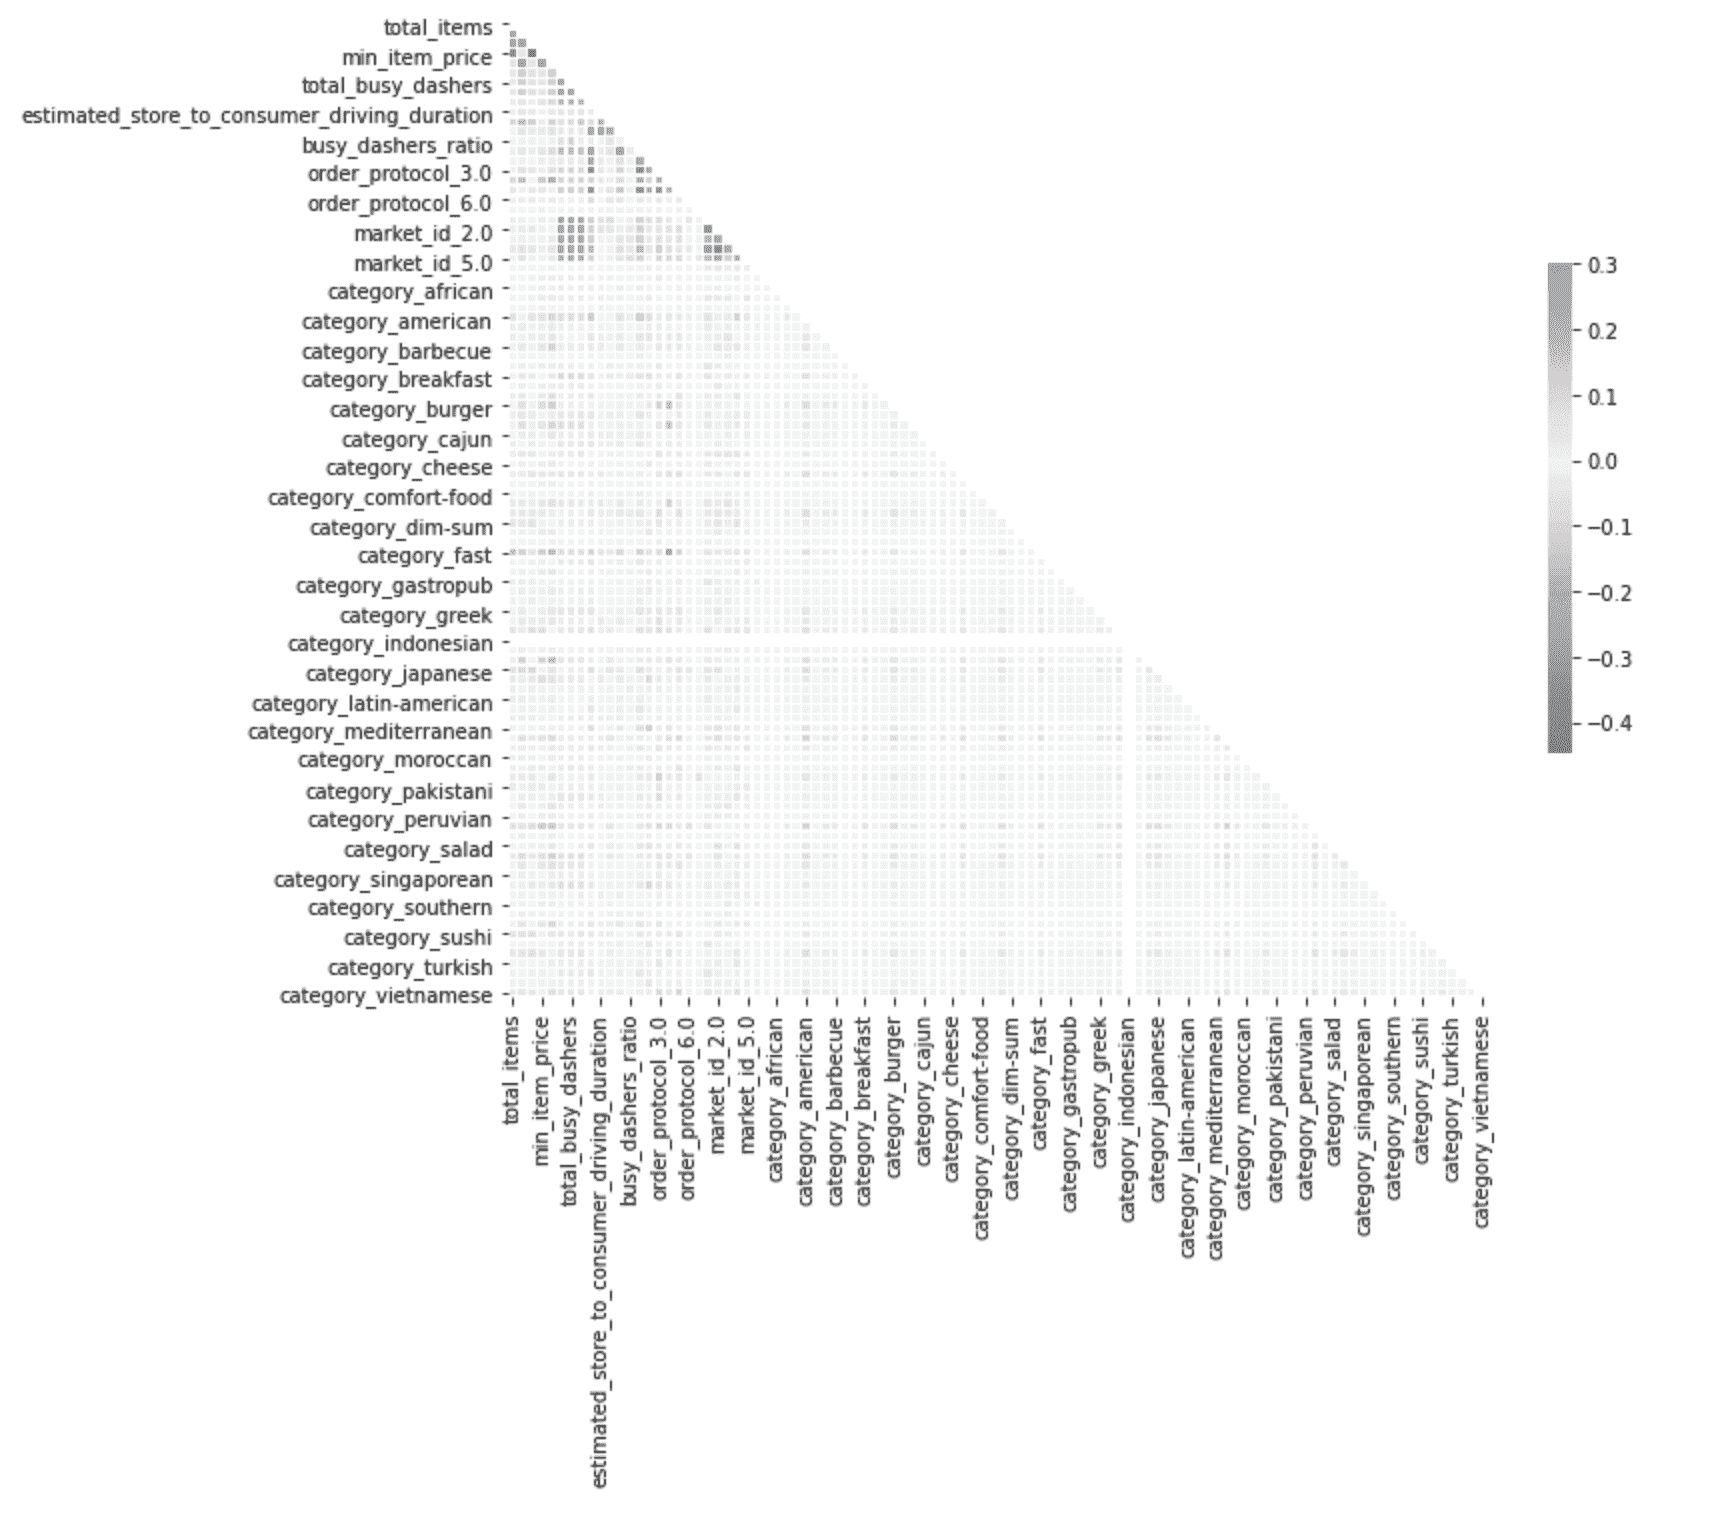 total_items
min_item_price
total_busy_dashers
estimated_store_to_consumer_driving_duration
busy_dashers_ratio
order_protocol_3.0
order_protocol_6.0
market_id_2.0
market_id_5.0
category_african
category_american
category_barbecue
category_breakfast
category_burger
category_cajun
category_cheese
category_comfort-food
category_dim-sum
category_fast
category_gastropub
category_greek
category_indonesian
category_japanese
category_latin-american
category_mediterranean
category_moroccan
category_pakistani
category_peruvian
category_salad
category_singaporean
category_southern
category_sushi
category_turkish
category_vietnamese
total_items
min_item_price
total_busy_dashers
estimated_store_to_consumer_driving_duration
busy_dashers_ratio
order_protocol_3.0
order_protocol_6.0
market_id_2.0
market_id_5.0
category_african
category_american
category_barbecue
category_breakfast
category_burger
category_cajun
category_cheese
category_comfort-food
category_dim-sum
category_fast
category_gastropub
category_greek
category_indonesian
category_japanese
category_latin-american
category_mediterranean
category_moroccan
category_pakistani
category_peruvian
category_salad
category_singaporean
category_southern
category_sushi
category_turkish
category_vietnamese
0.3
0.2
0.1
0.0
−0.1
−0.2
−0.3
−0.4